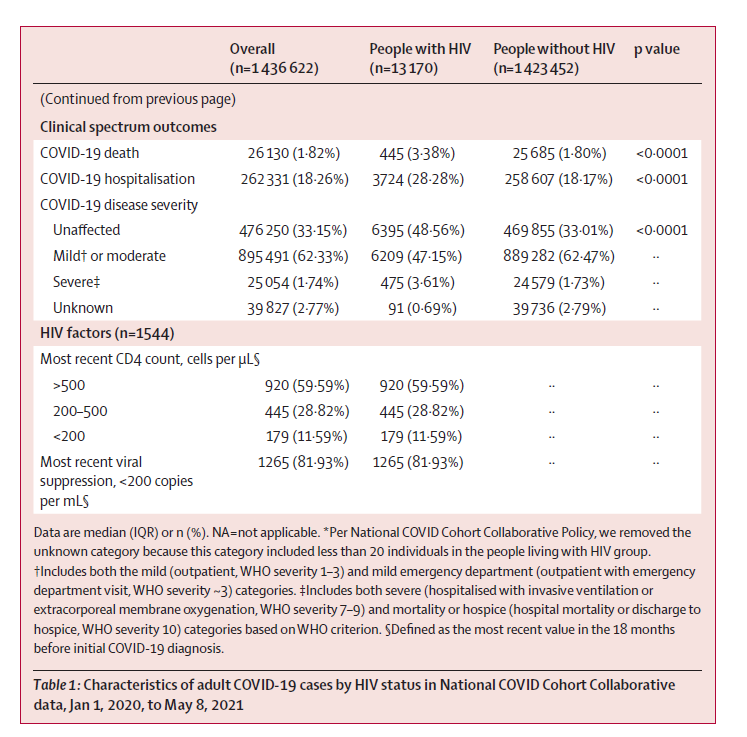 Overall People with HIV People without HIV p value
(n=1 436 622) (n=13 170) (n=1 423 452)
(Continued from previous page)
Clinical spectrum outcomes
COVID-19 death 26 130 (1·82%) 445 (3·38%) 25 685 (1·80%) <0·0001
COVID-19 hospitalisation 262 331 (18·26%) 3724 (28·28%) 258 607 (18·17%) <0·0001
COVID-19 disease severity
Unaffected 476 250 (33·15%) 6395 (48·56%) 469 855 (33·01%) <0·0001
Mild† or moderate 895 491 (62·33%) 6209 (47·15%) 889 282 (62·47%) ··
Severe‡ 25 054 (1·74%) 475 (3·61%) 24 579 (1·73%) ··
Unknown 39 827 (2·77%) 91 (0·69%) 39 736 (2·79%) ··
HIV factors (n=1544)
Most recent CD4 count, cells per µL§
>500 920 (59·59%) 920 (59·59%) ·· ··
200–500 445 (28·82%) 445 (28·82%) ·· ··
<200 179 (11·59%) 179 (11·59%) ·· ··
Most recent viral 1265 (81·93%) 1265 (81·93%) ·· ··
suppression, <200 copies
per mL§
Data are median (IQR) or n (%). NA=not applicable. *Per National COVID Cohort Collaborative Policy, we removed the
unknown category because this category included less than 20 individuals in the people living with HIV group.
†Includes both the mild (outpatient, WHO severity 1–3) and mild emergency department (outpatient with emergency
department visit, WHO severity ~3) categories. ‡Includes both severe (hospitalised with invasive ventilation or
extracorporeal membrane oxygenation, WHO severity 7–9) and mortality or hospice (hospital mortality or discharge to
hospice, WHO severity 10) categories based on WHO criterion. §Defined as the most recent value in the 18 months
before initial COVID-19 diagnosis.
Table 1: Characteristics of adult COVID-19 cases by HIV status in National COVID Cohort Collaborative
data, Jan 1, 2020, to May 8, 2021